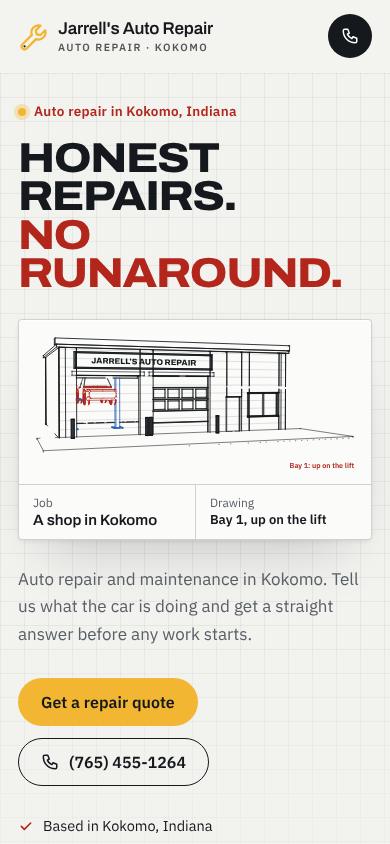 Jarrell's Auto Repair
AUTO REPAIR · KOKOMO
Auto repair in Kokomo, Indiana
HONEST
REPAIRS.
NO
RUNAROUND.
JARRELL'S AUTO REPAIR
Bay 1: up on the lift
Job
A shop in Kokomo
Drawing
Bay 1, up on the lift
Auto repair and maintenance in Kokomo. Tell
us what the car is doing and get a straight
answer before any work starts.
Get a repair quote
(765) 455-1264
Based in Kokomo, Indiana